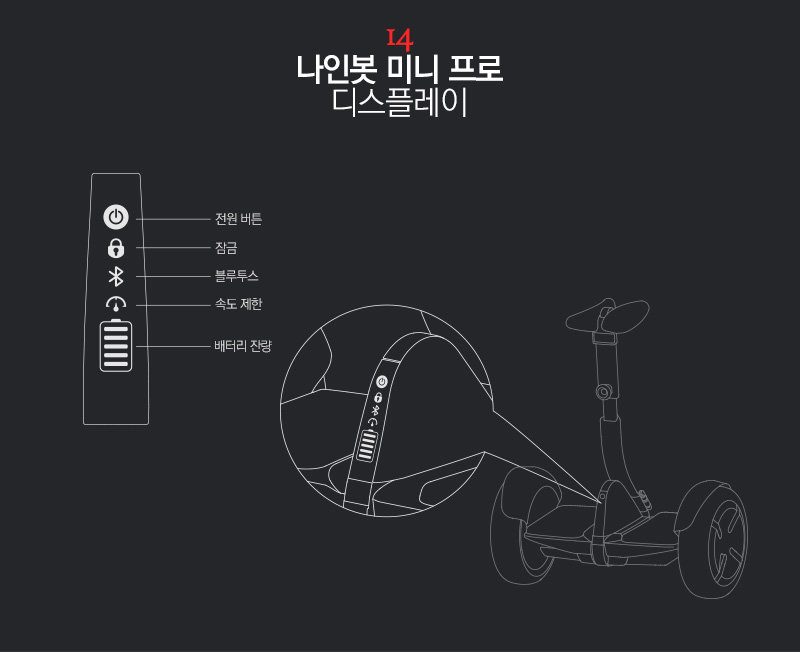 14
나인봇 미니 프로
디스플레이
전원 버튼
잠금
블루투스
속도 제한
배터리 잔량